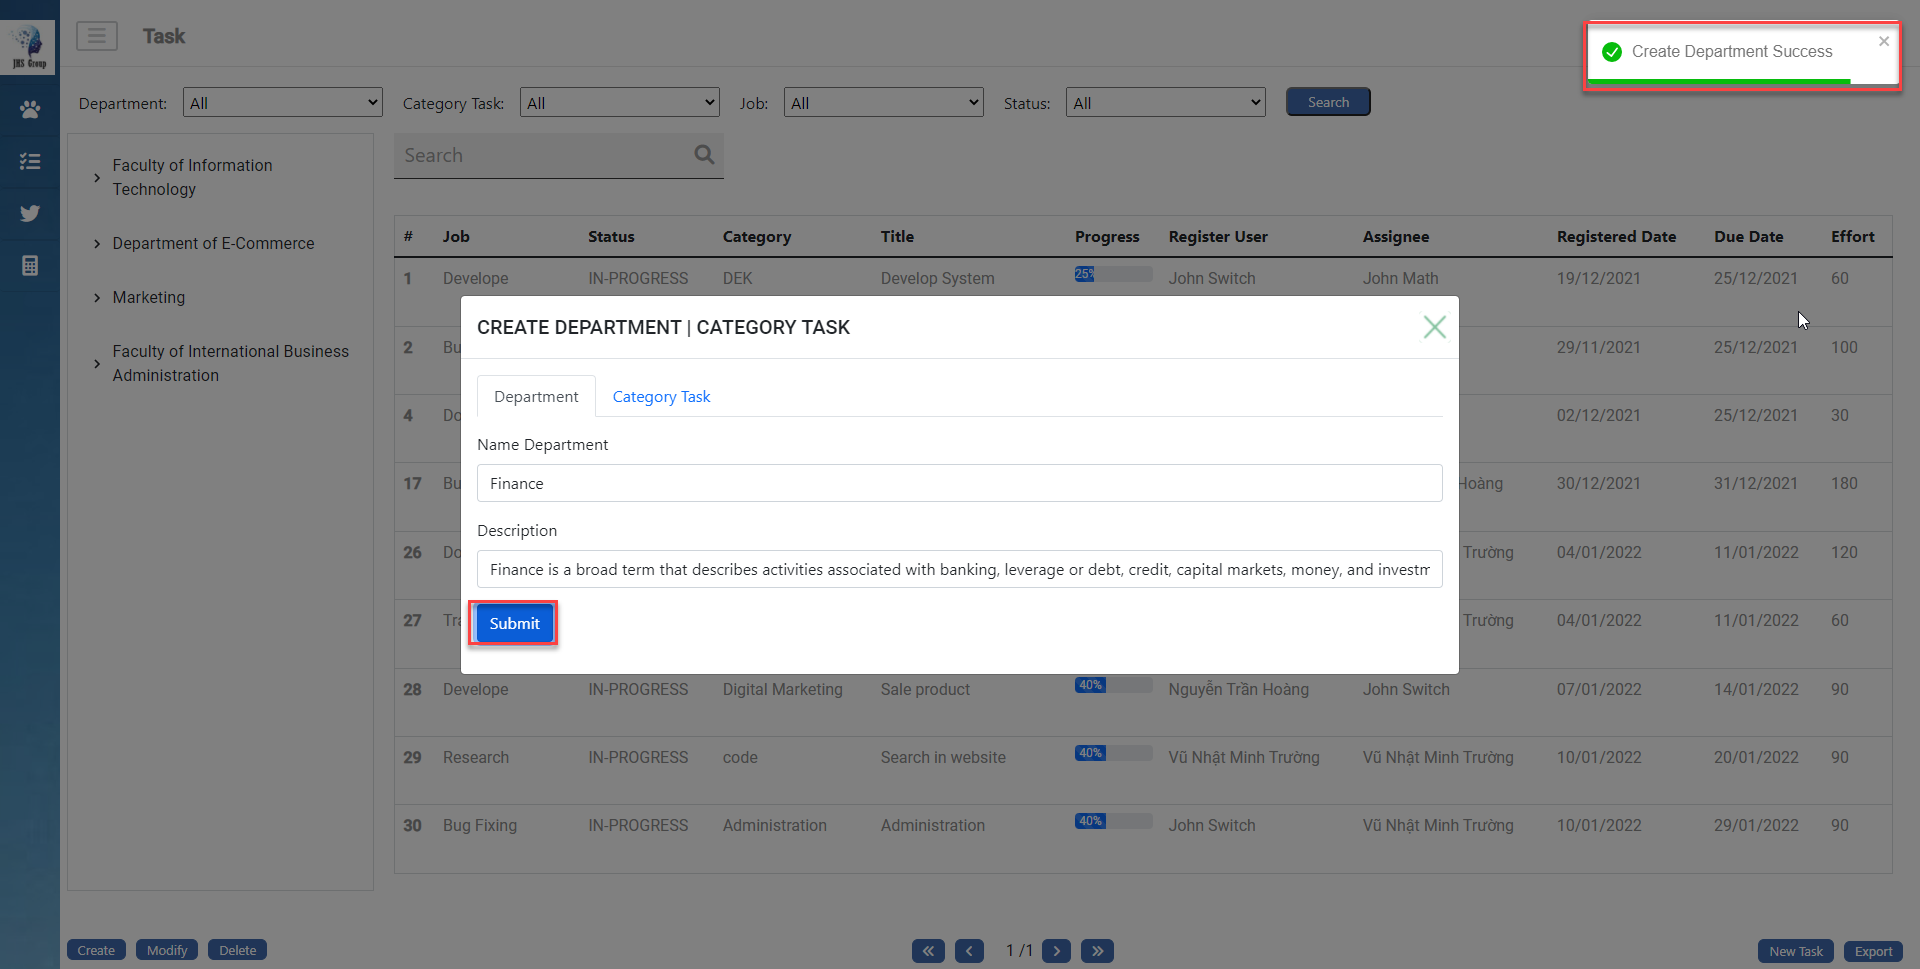 JHS Group
Task
Create Department Success
Department: All Category Task: All Job: All Status: All Search
Faculty of Information
Technology
Department of E-Commerce
Marketing
Faculty of International Business
Administration
Search
# Job Status Category Title Progress Register User Assignee Registered Date Due Date Effort
1 Develope IN-PROGRESS DEK Develop System 25% John Switch John Math 19/12/2021 25/12/2021 60
2 Bu 29/11/2021 25/12/2021 100
4 Do 02/12/2021 25/12/2021 30
17 Bu Hoàng 30/12/2021 31/12/2021 180
26 Do Trường 04/01/2022 11/01/2022 120
27 Tra Trường 04/01/2022 11/01/2022 60
28 Develope IN-PROGRESS Digital Marketing Sale product 40% Nguyễn Trần Hoàng John Switch 07/01/2022 14/01/2022 90
29 Research IN-PROGRESS code Search in website 40% Vũ Nhật Minh Trường Vũ Nhật Minh Trường 10/01/2022 20/01/2022 90
30 Bug Fixing IN-PROGRESS Administration Administration 40% John Switch Vũ Nhật Minh Trường 10/01/2022 29/01/2022 90
CREATE DEPARTMENT | CATEGORY TASK
Department Category Task
Name Department
Finance
Description
Finance is a broad term that describes activities associated with banking, leverage or debt, credit, capital markets, money, and investm
Submit
Create Modify Delete
1 /1
New Task Export